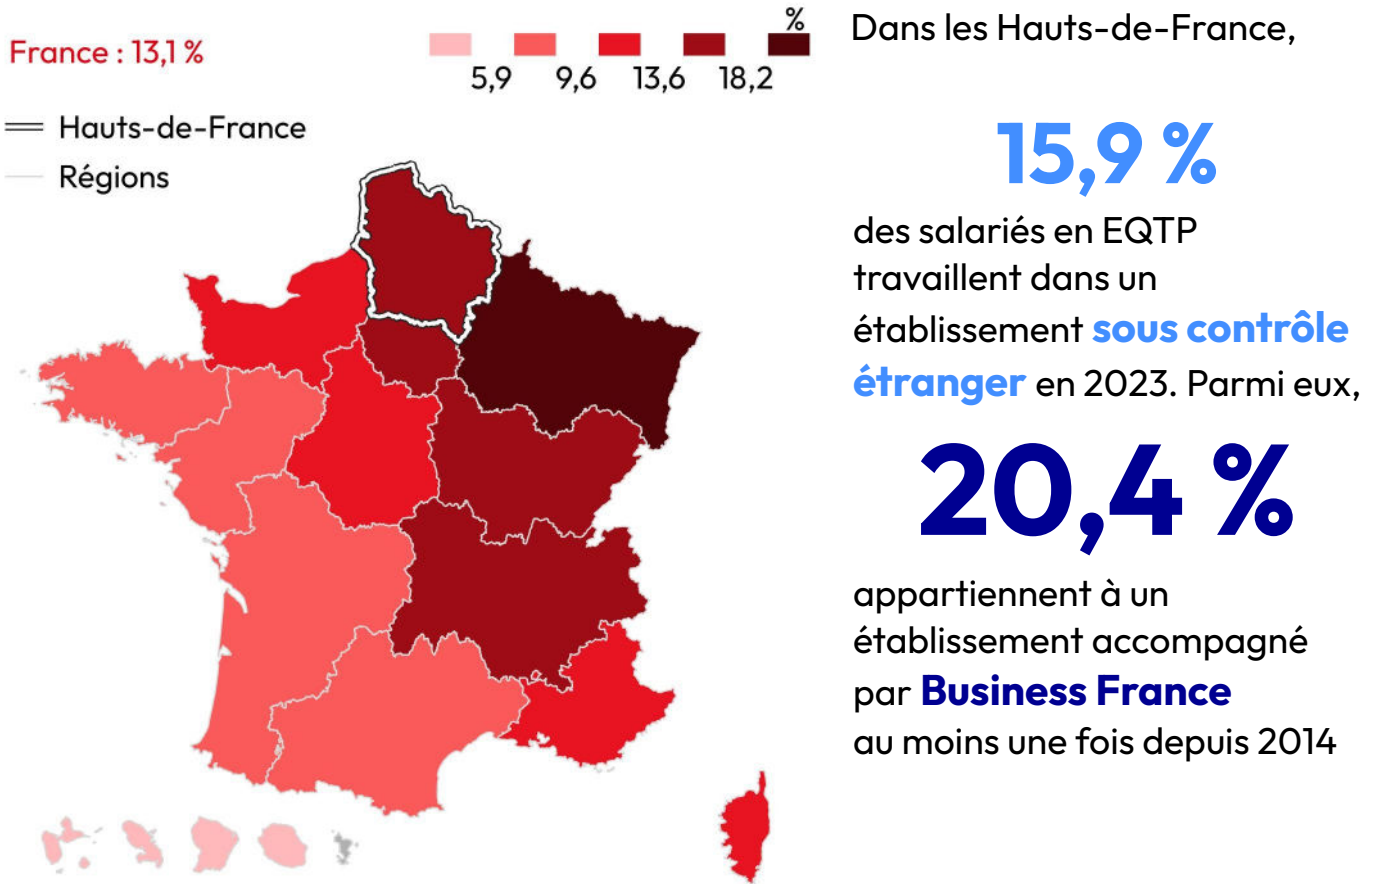 France : 13,1 %
%
5,9 9,6 13,6 18,2
Hauts-de-France
Régions
Dans les Hauts-de-France,
15,9 %
des salariés en EQTP
travaillent dans un
établissement sous contrôle
étranger en 2023. Parmi eux,
20,4 %
appartiennent à un
établissement accompagné
par Business France
au moins une fois depuis 2014